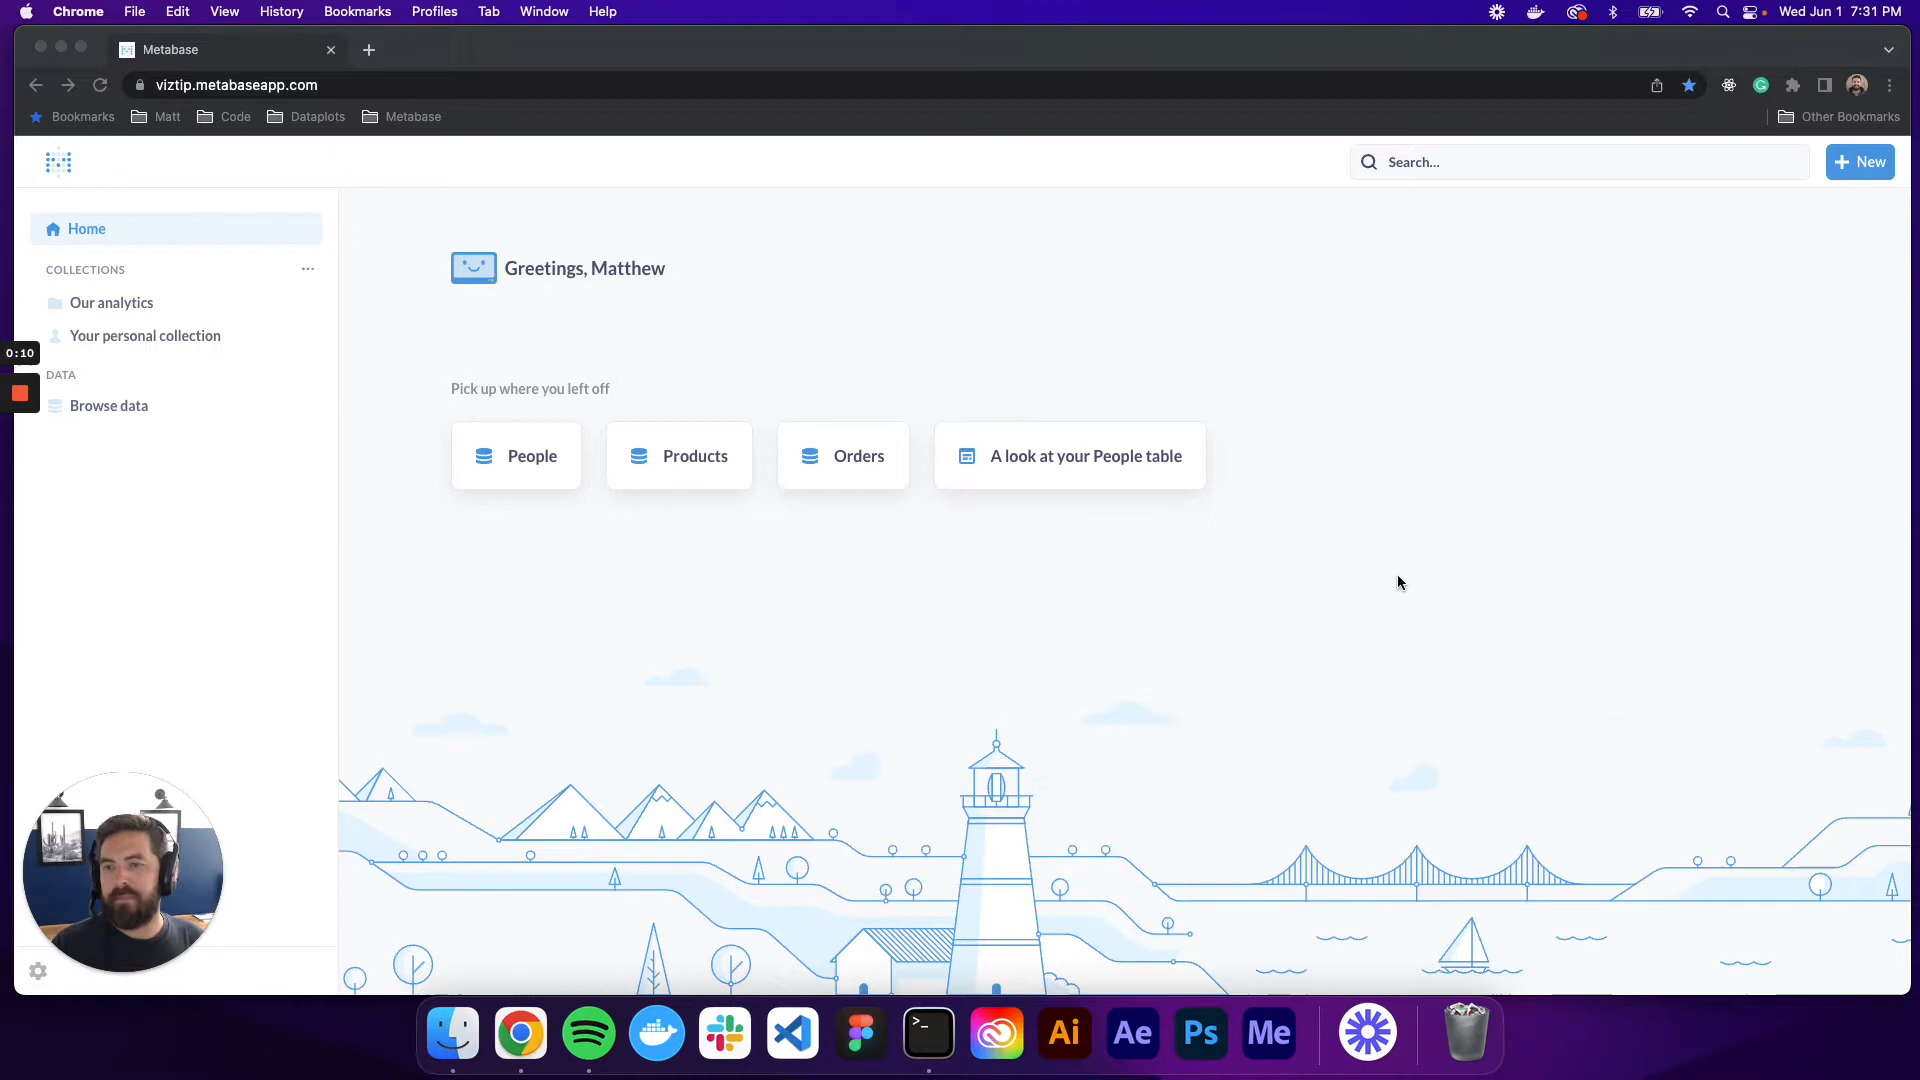 Chrome File Edit View History Bookmarks Profiles Tab Window Help Wed Jun 1 7:31 PM
Metabase
viztip.metabaseapp.com
Bookmarks Matt Code Dataplots Metabase Other Bookmarks
Search...
New
Home
Greetings, Matthew
COLLECTIONS
Our analytics
Your personal collection
0:10
DATA
Pick up where you left off
Browse data
People Products Orders A look at your People table
>_ Ai Ae Ps Me